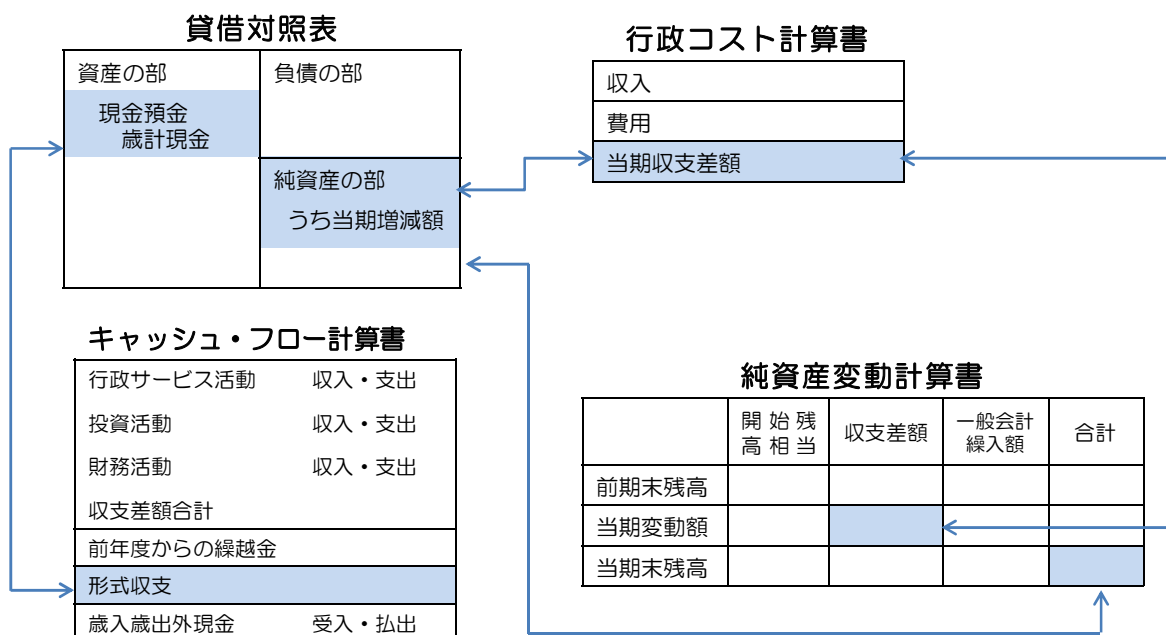 貸借対照表
資産の部
負債の部
現金預金
歳計現金
純資産の部
うち当期増減額
行政コスト計算書
収入
費用
当期収支差額
キャッシュ・フロー計算書
行政サービス活動 収入・支出
投資活動 収入・支出
財務活動 収入・支出
収支差額合計
前年度からの繰越金
形式収支
歳入歳出外現金 受入・払出
純資産変動計算書
開始残
高相当
収支差額
一般会計
繰入額
合計
前期末残高
当期変動額
当期末残高